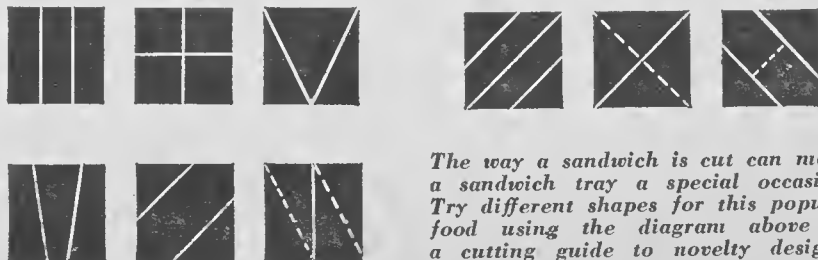 The way a sandwich is cut can
a sandwich tray a special
Try different shapes for this
food using the diagram above
a cutting guide to novelty